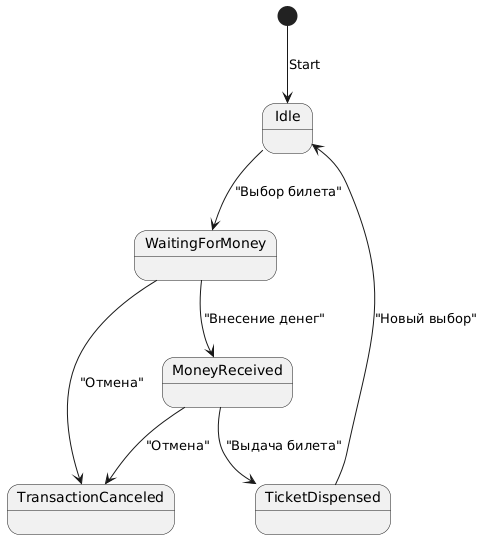 Start
Idle
"Выбор билета"
WaitingForMoney
"Внесение денег"
"Новый выбор"
MoneyReceived
"Отмена"
"Отмена"
"Выдача билета"
TransactionCanceled
TicketDispensed